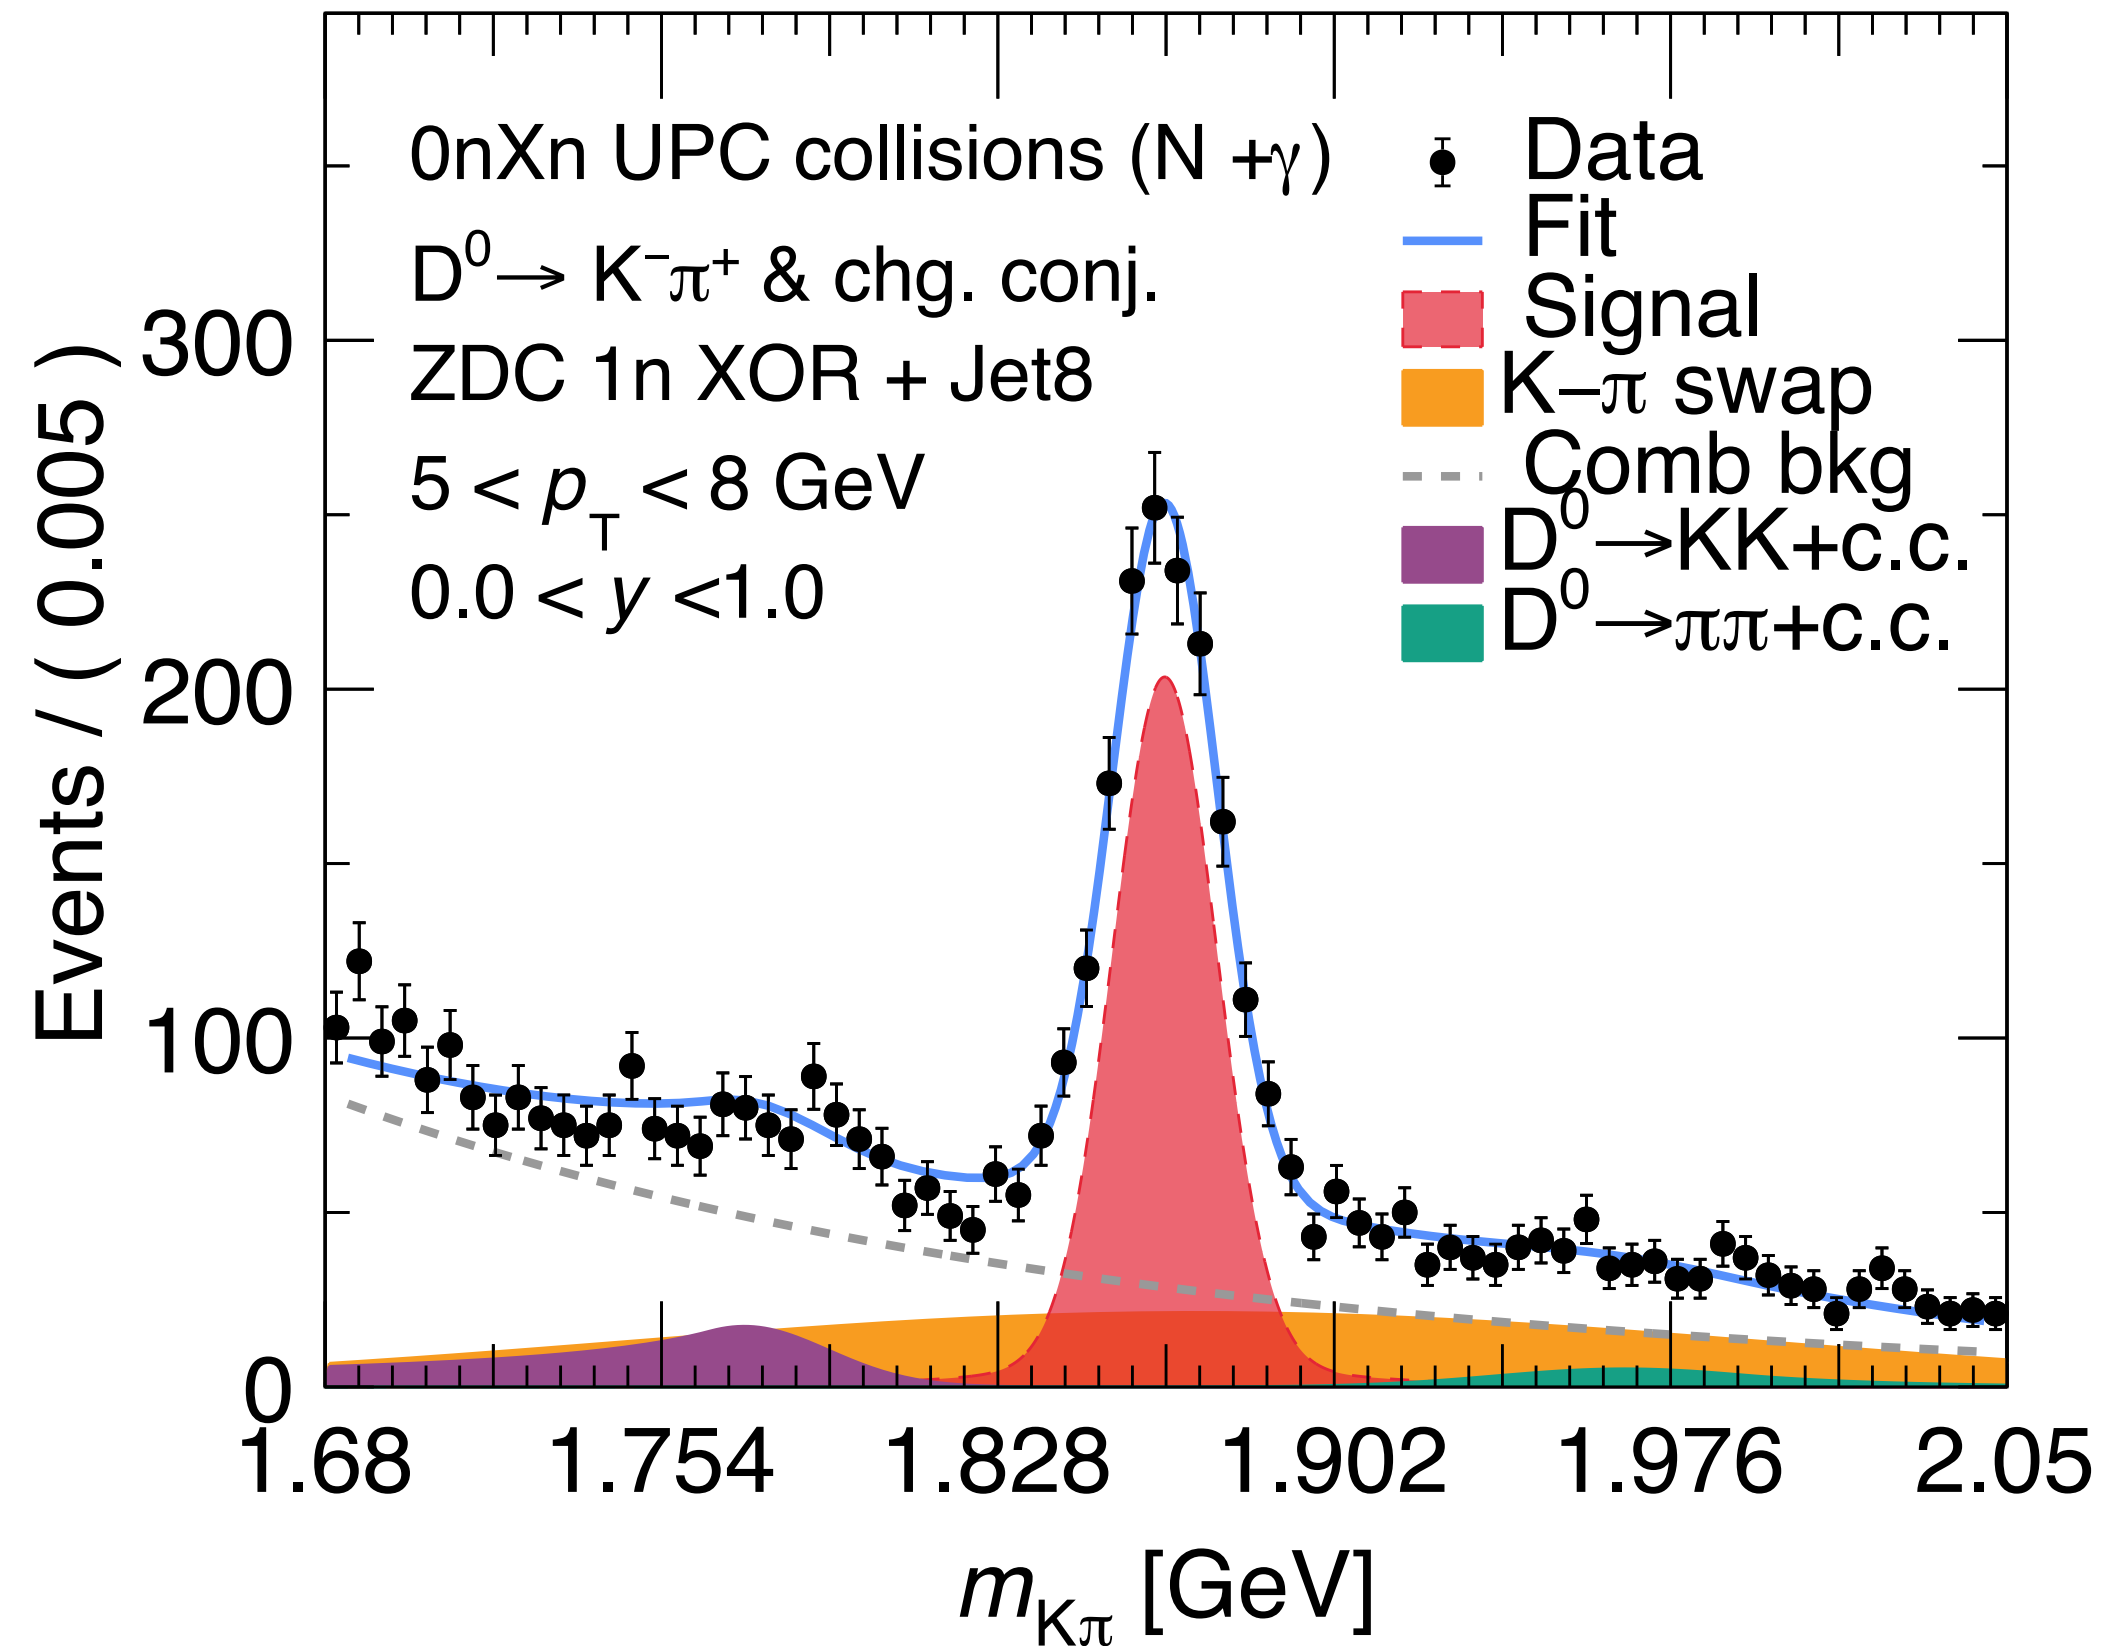 0nXn UPC collisions (N +γ)
D⁰→ K⁻π⁺ & chg. conj.
ZDC 1n XOR + Jet8
5 < p_T < 8 GeV
0.0 < y <1.0
Data
Fit
Signal
K−π swap
Comb bkg
D⁰→KK+c.c.
D⁰→ππ+c.c.
Events / ( 0.005 )
300
200
100
0
1.68 1.754 1.828 1.902 1.976 2.05
m_Kπ [GeV]